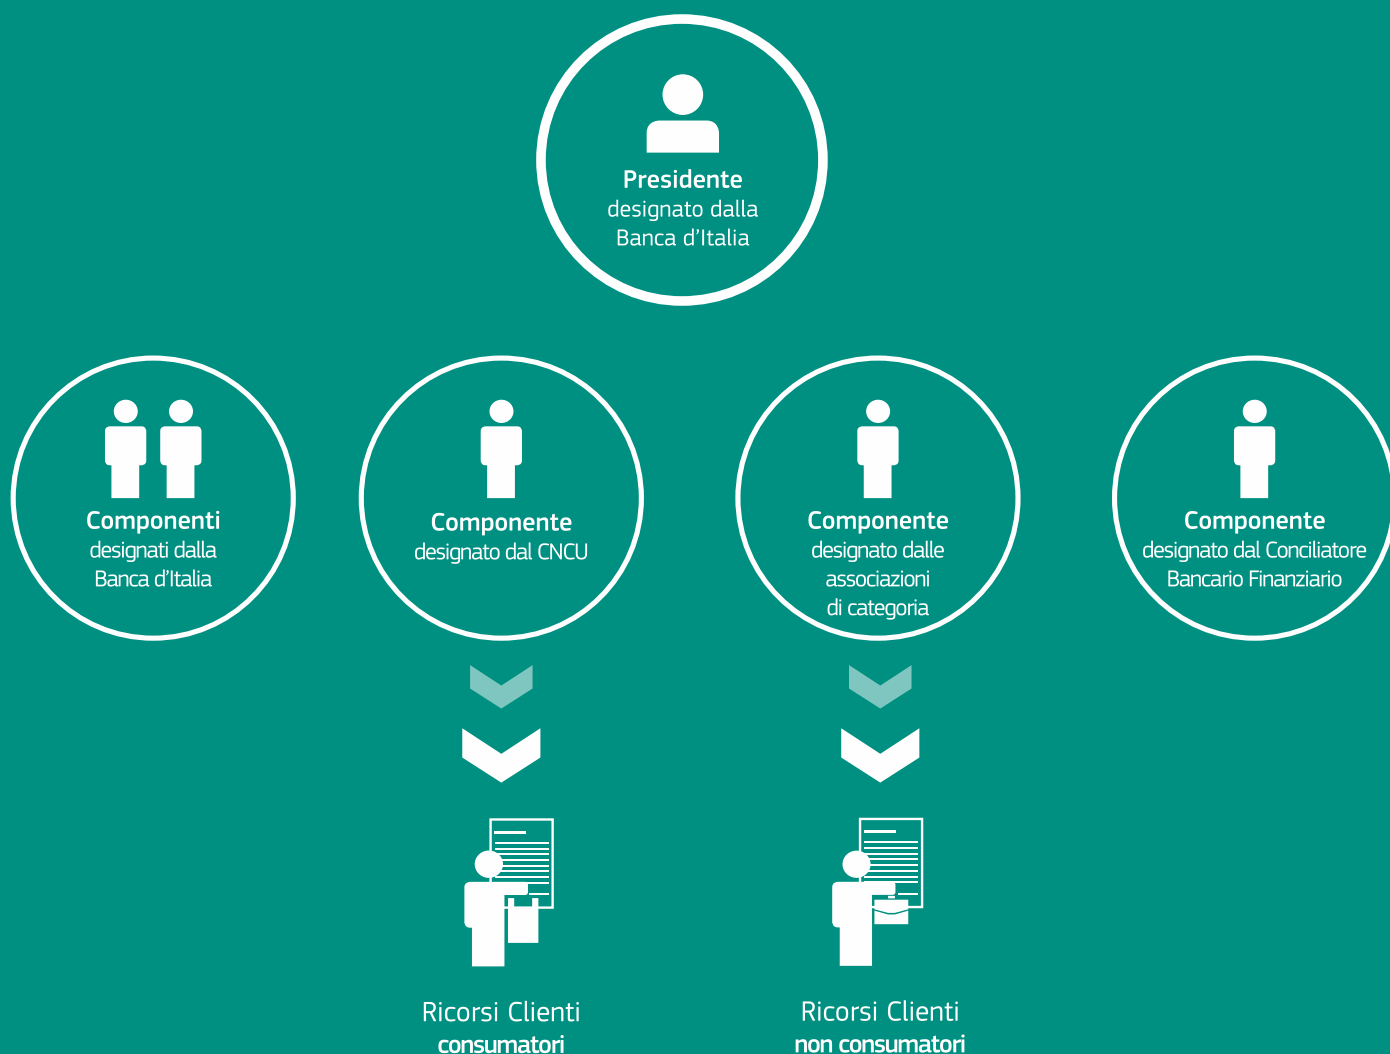 Presidente
designato dalla
Banca d'Italia
Componenti
designati dalla
Banca d'Italia
Componente
designato dal CNCU
Componente
designato dalle
associazioni
di categoria
Componente
designato dal Conciliatore
Bancario Finanziario
Ricorsi Clienti
consumatori
Ricorsi Clienti
non consumatori